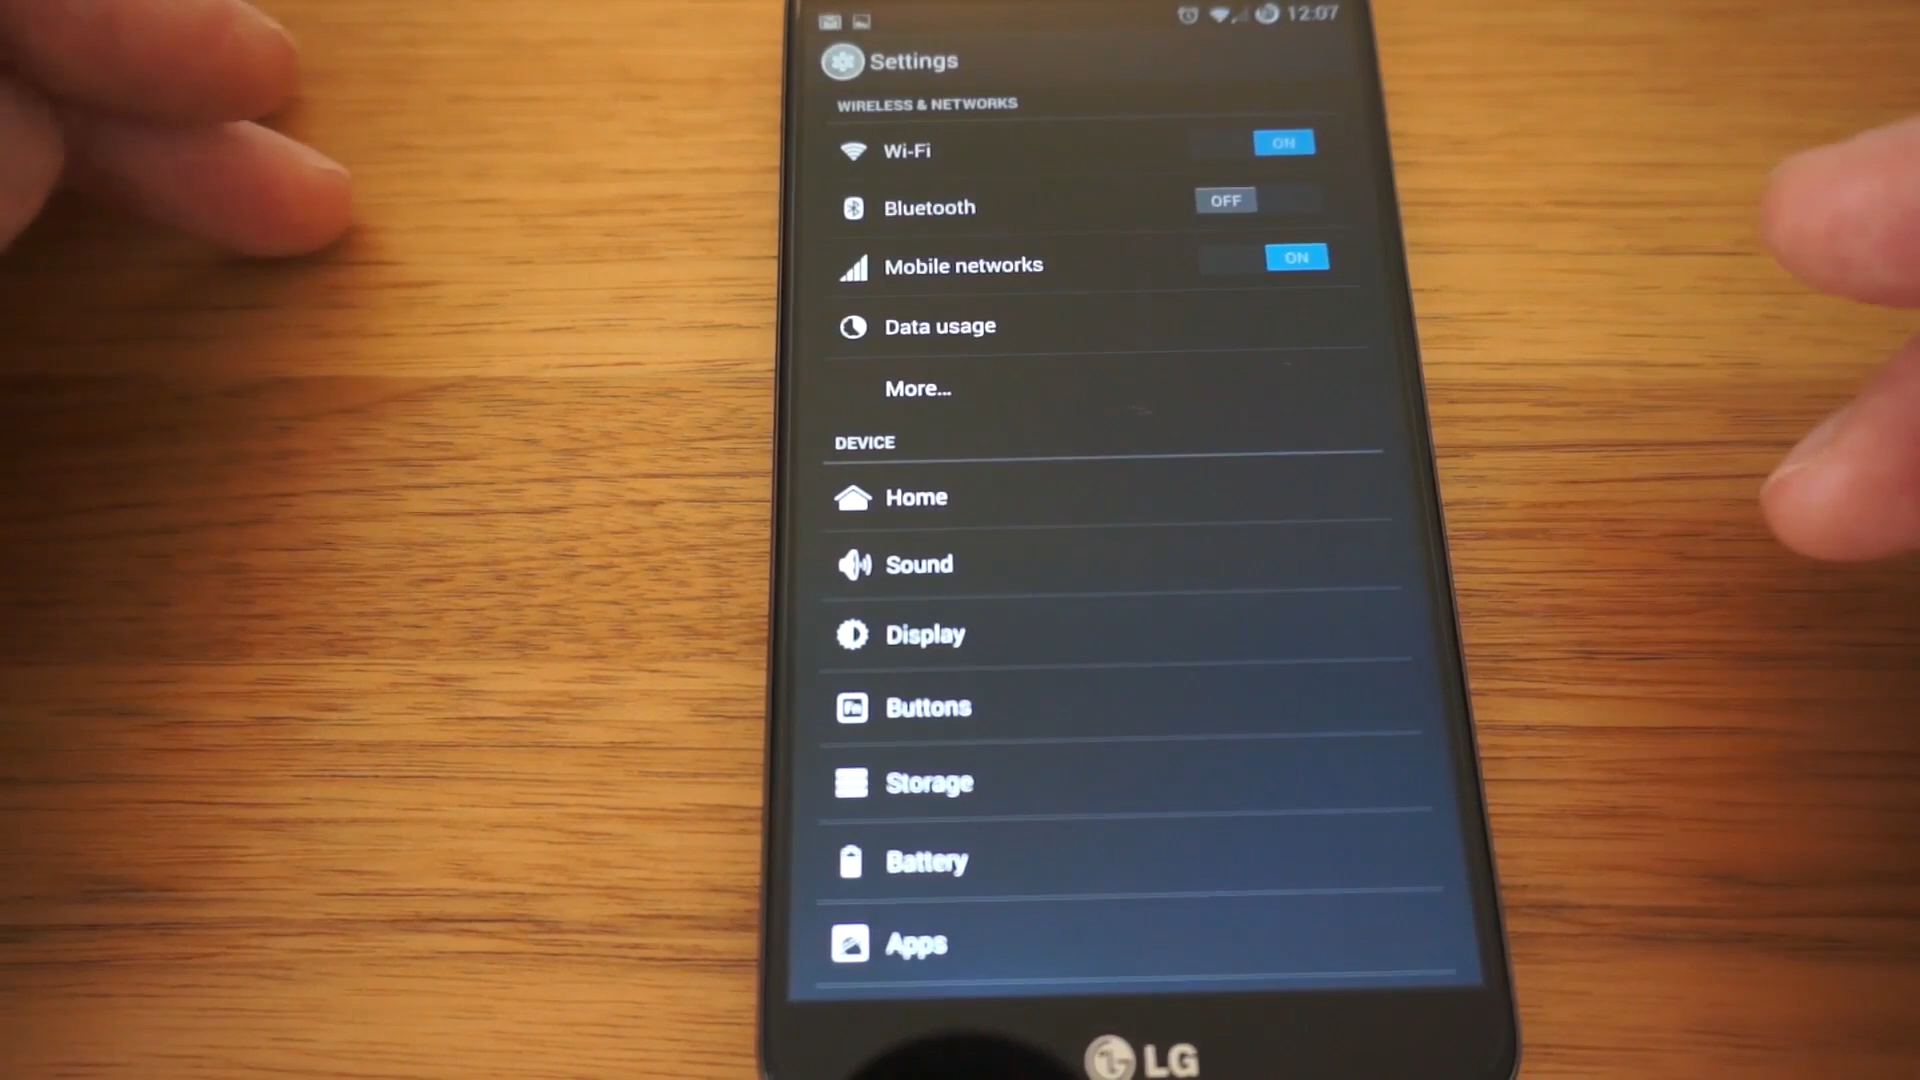 12:07
Settings
WIRELESS & NETWORKS
Wi-Fi ON
Bluetooth OFF
Mobile networks ON
Data usage
More...
DEVICE
Home
Sound
Display
Fn Buttons
Storage
Battery
Apps
LG